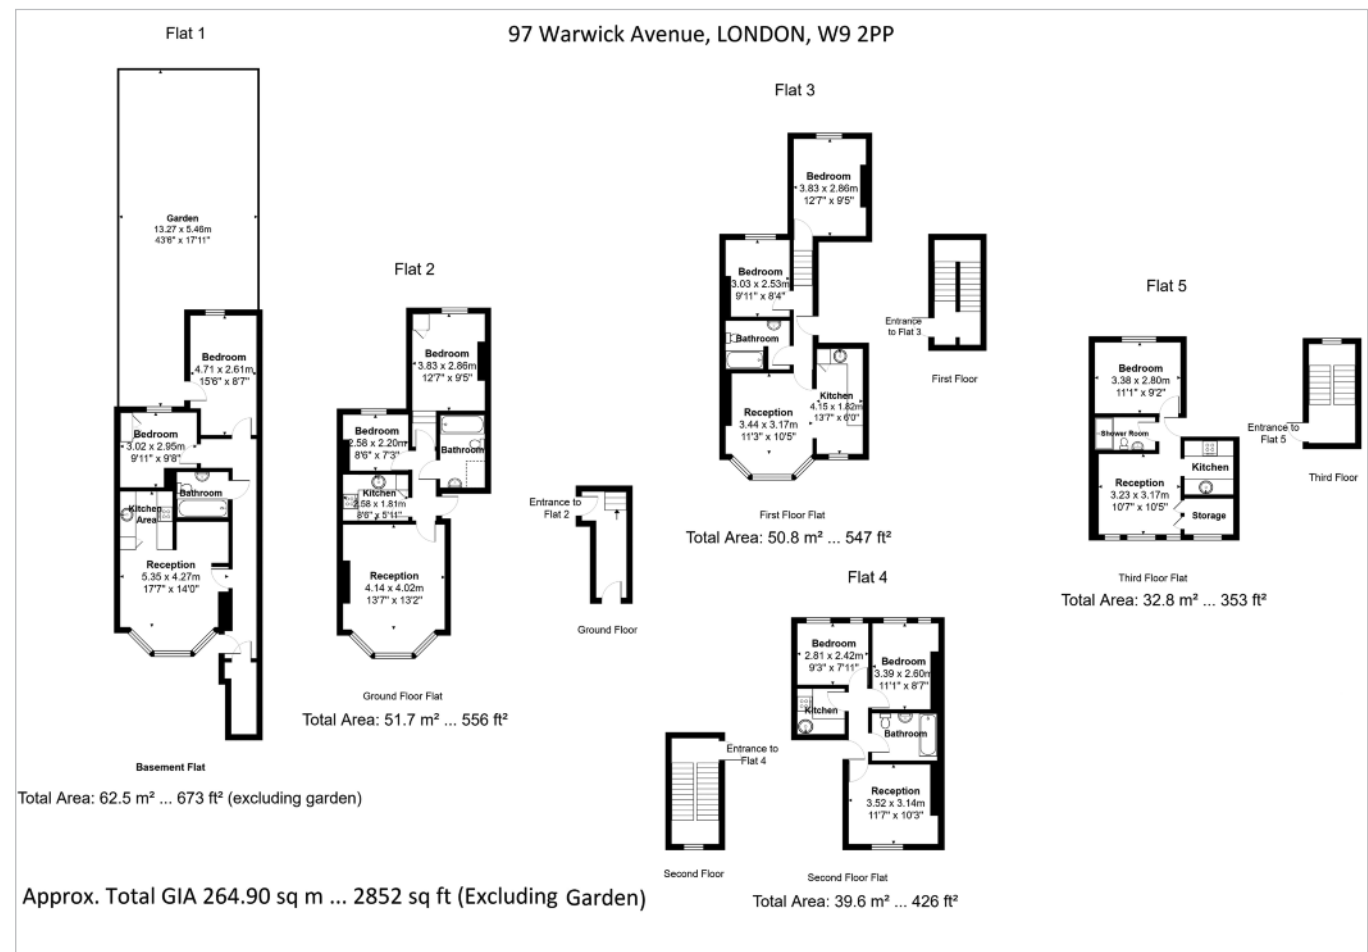 97 Warwick Avenue, LONDON, W9 2PP
Flat 1
Garden
13.27 x 5.46m
43'6" x 17'11"
Bedroom
4.71 x 2.61m
15'6" x 8'7"
Bedroom
3.02 x 2.95m
9'11" x 9'8"
Bathroom
Kitchen
Area
Reception
5.35 x 4.27m
17'7" x 14'0"
Basement Flat
Total Area: 62.5 m² ... 673 ft² (excluding garden)
Flat 2
Bedroom
3.83 x 2.86m
12'7" x 9'5"
Bedroom
2.58 x 2.20m
8'6" x 7'3"
Bathroom
Kitchen
2.58 x 1.81m
8'6" x 5'11"
Reception
4.14 x 4.02m
13'7" x 13'2"
Ground Floor Flat
Total Area: 51.7 m² ... 556 ft²
Entrance to
Flat 2
Ground Floor
Flat 3
Bedroom
3.83 x 2.86m
12'7" x 9'5"
Bedroom
3.03 x 2.53m
9'11" x 8'4"
Bathroom
Reception
3.44 x 3.17m
11'3" x 10'5"
Kitchen
4.15 x 1.82m
13'7" x 6'0"
First Floor Flat
Total Area: 50.8 m² ... 547 ft²
Entrance
to Flat 3
First Floor
Flat 4
Bedroom
2.81 x 2.42m
9'3" x 7'11"
Bedroom
3.39 x 2.60m
11'1" x 8'7"
Kitchen
Bathroom
Reception
3.52 x 3.14m
11'7" x 10'3"
Entrance to
Flat 4
Second Floor
Second Floor Flat
Total Area: 39.6 m² ... 426 ft²
Flat 5
Bedroom
3.38 x 2.80m
11'1" x 9'2"
Shower Room
Kitchen
Reception
3.23 x 3.17m
10'7" x 10'5"
Storage
Third Floor Flat
Total Area: 32.8 m² ... 353 ft²
Entrance to
Flat 5
Third Floor
Approx. Total GIA 264.90 sq m ... 2852 sq ft (Excluding Garden)